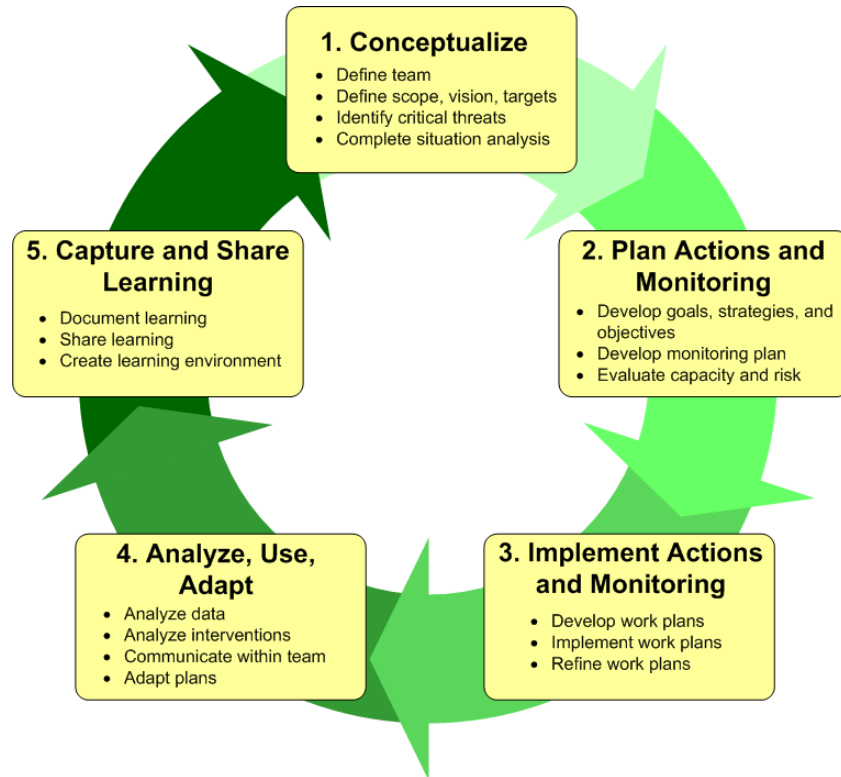 1. Conceptualize
• Define team
• Define scope, vision, targets
• Identify critical threats
• Complete situation analysis
2. Plan Actions and
Monitoring
• Develop goals, strategies, and
objectives
• Develop monitoring plan
• Evaluate capacity and risk
3. Implement Actions
and Monitoring
• Develop work plans
• Implement work plans
• Refine work plans
4. Analyze, Use,
Adapt
• Analyze data
• Analyze interventions
• Communicate within team
• Adapt plans
5. Capture and Share
Learning
• Document learning
• Share learning
• Create learning environment